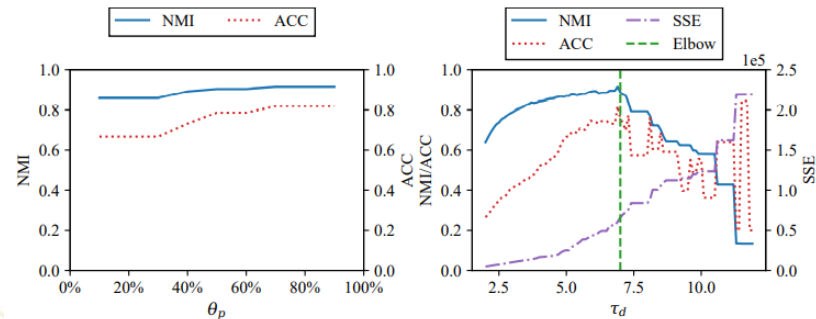 NMI ACC
NMI SSE
ACC Elbow
1e5
1.0 1.0 1.0 2.5
0.8 0.8 0.8 2.0
0.6 0.6 0.6 1.5
0.4 0.4 0.4 1.0
0.2 0.2 0.2 0.5
0.0 0.0 0.0 0.0
NMI
ACC
NMI/ACC
SSE
0% 20% 40% 60% 80% 100%
2.5 5.0 7.5 10.0
θp
τd